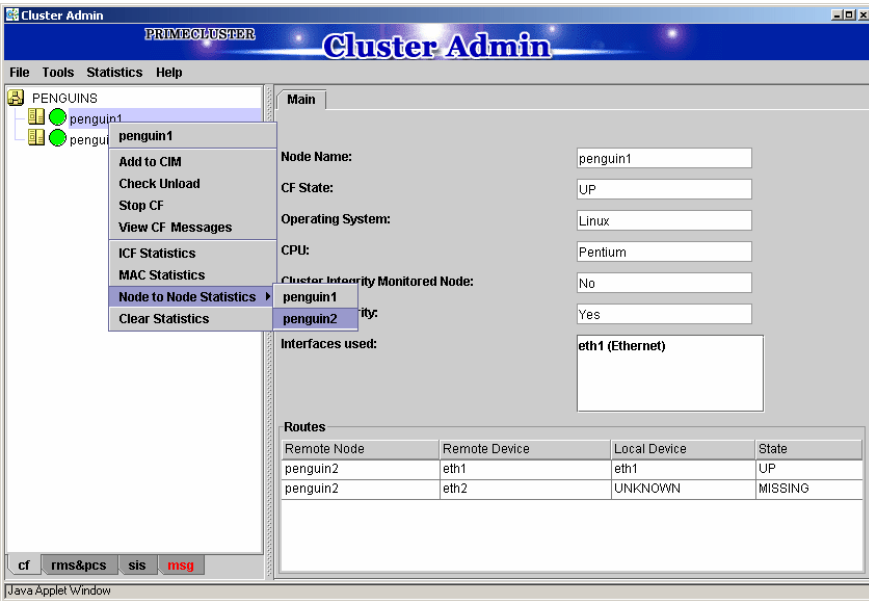 Cluster Admin
PRIMECLUSTER
Cluster Admin
File Tools Statistics Help
PENGUINS
penguin1
pengui
penguin1
Add to CIM
Check Unload
Stop CF
View CF Messages
ICF Statistics
MAC Statistics
Node to Node Statistics
Clear Statistics
penguin1
penguin2
Main
Node Name: penguin1
CF State: UP
Operating System: Linux
CPU: Pentium
Cluster Integrity Monitored Node: No
rity: Yes
Interfaces used: eth1 (Ethernet)
Routes
Remote Node Remote Device Local Device State
penguin2 eth1 eth1 UP
penguin2 eth2 UNKNOWN MISSING
cf rms&pcs sis msg
Java Applet Window